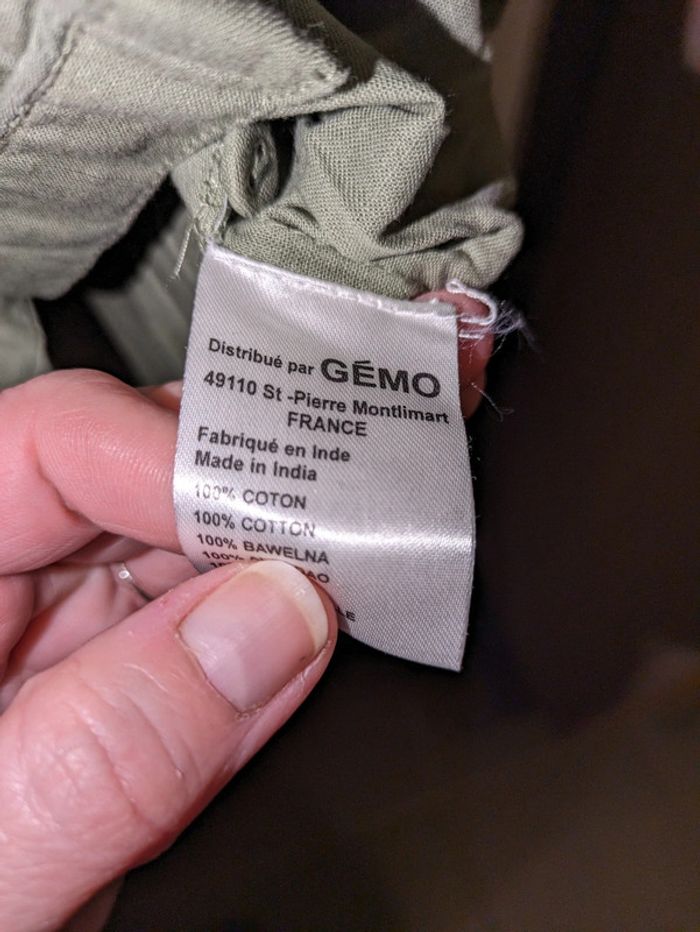 Distribué par GÉMO
49110 St -Pierre Montlimart
FRANCE
Fabriqué en Inde
Made in India
100% COTON
100% COTTON
100% BAWELNA
100%